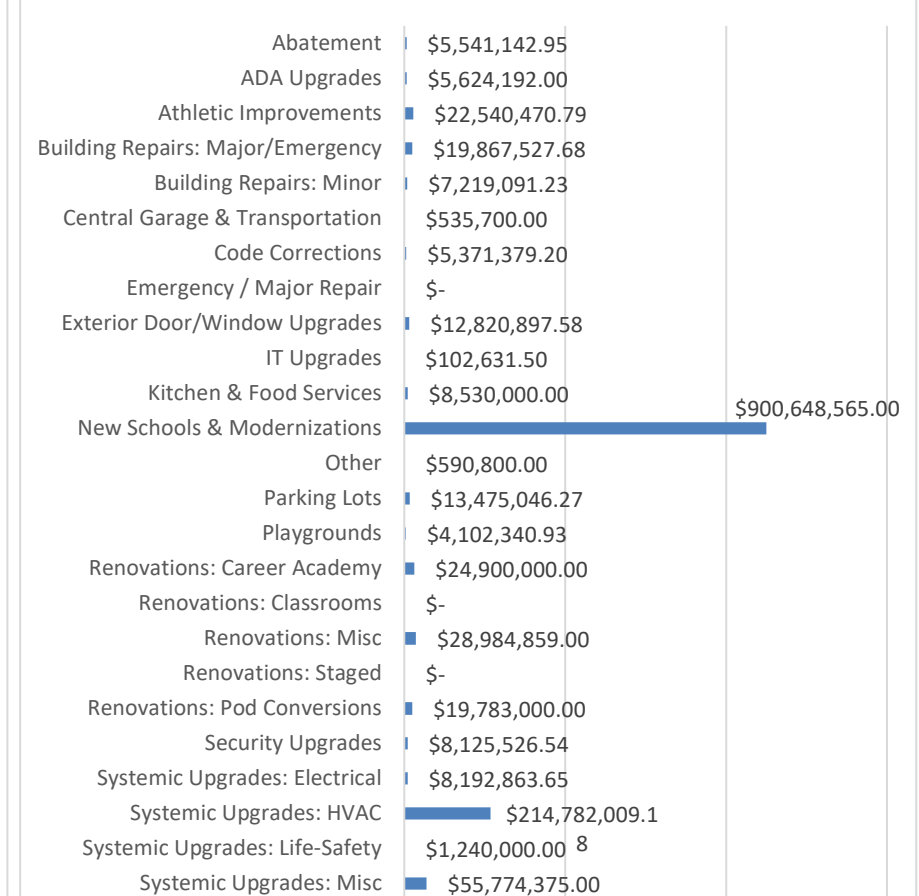 Abatement $5,541,142.95
ADA Upgrades $5,624,192.00
Athletic Improvements $22,540,470.79
Building Repairs: Major/Emergency $19,867,527.68
Building Repairs: Minor $7,219,091.23
Central Garage & Transportation $535,700.00
Code Corrections $5,371,379.20
Emergency / Major Repair $-
Exterior Door/Window Upgrades $12,820,897.58
IT Upgrades $102,631.50
Kitchen & Food Services $8,530,000.00
New Schools & Modernizations $900,648,565.00
Other $590,800.00
Parking Lots $13,475,046.27
Playgrounds $4,102,340.93
Renovations: Career Academy $24,900,000.00
Renovations: Classrooms $-
Renovations: Misc $28,984,859.00
Renovations: Staged $-
Renovations: Pod Conversions $19,783,000.00
Security Upgrades $8,125,526.54
Systemic Upgrades: Electrical $8,192,863.65
Systemic Upgrades: HVAC $214,782,009.1
Systemic Upgrades: Life-Safety $1,240,000.00 8
Systemic Upgrades: Misc $55,774,375.00